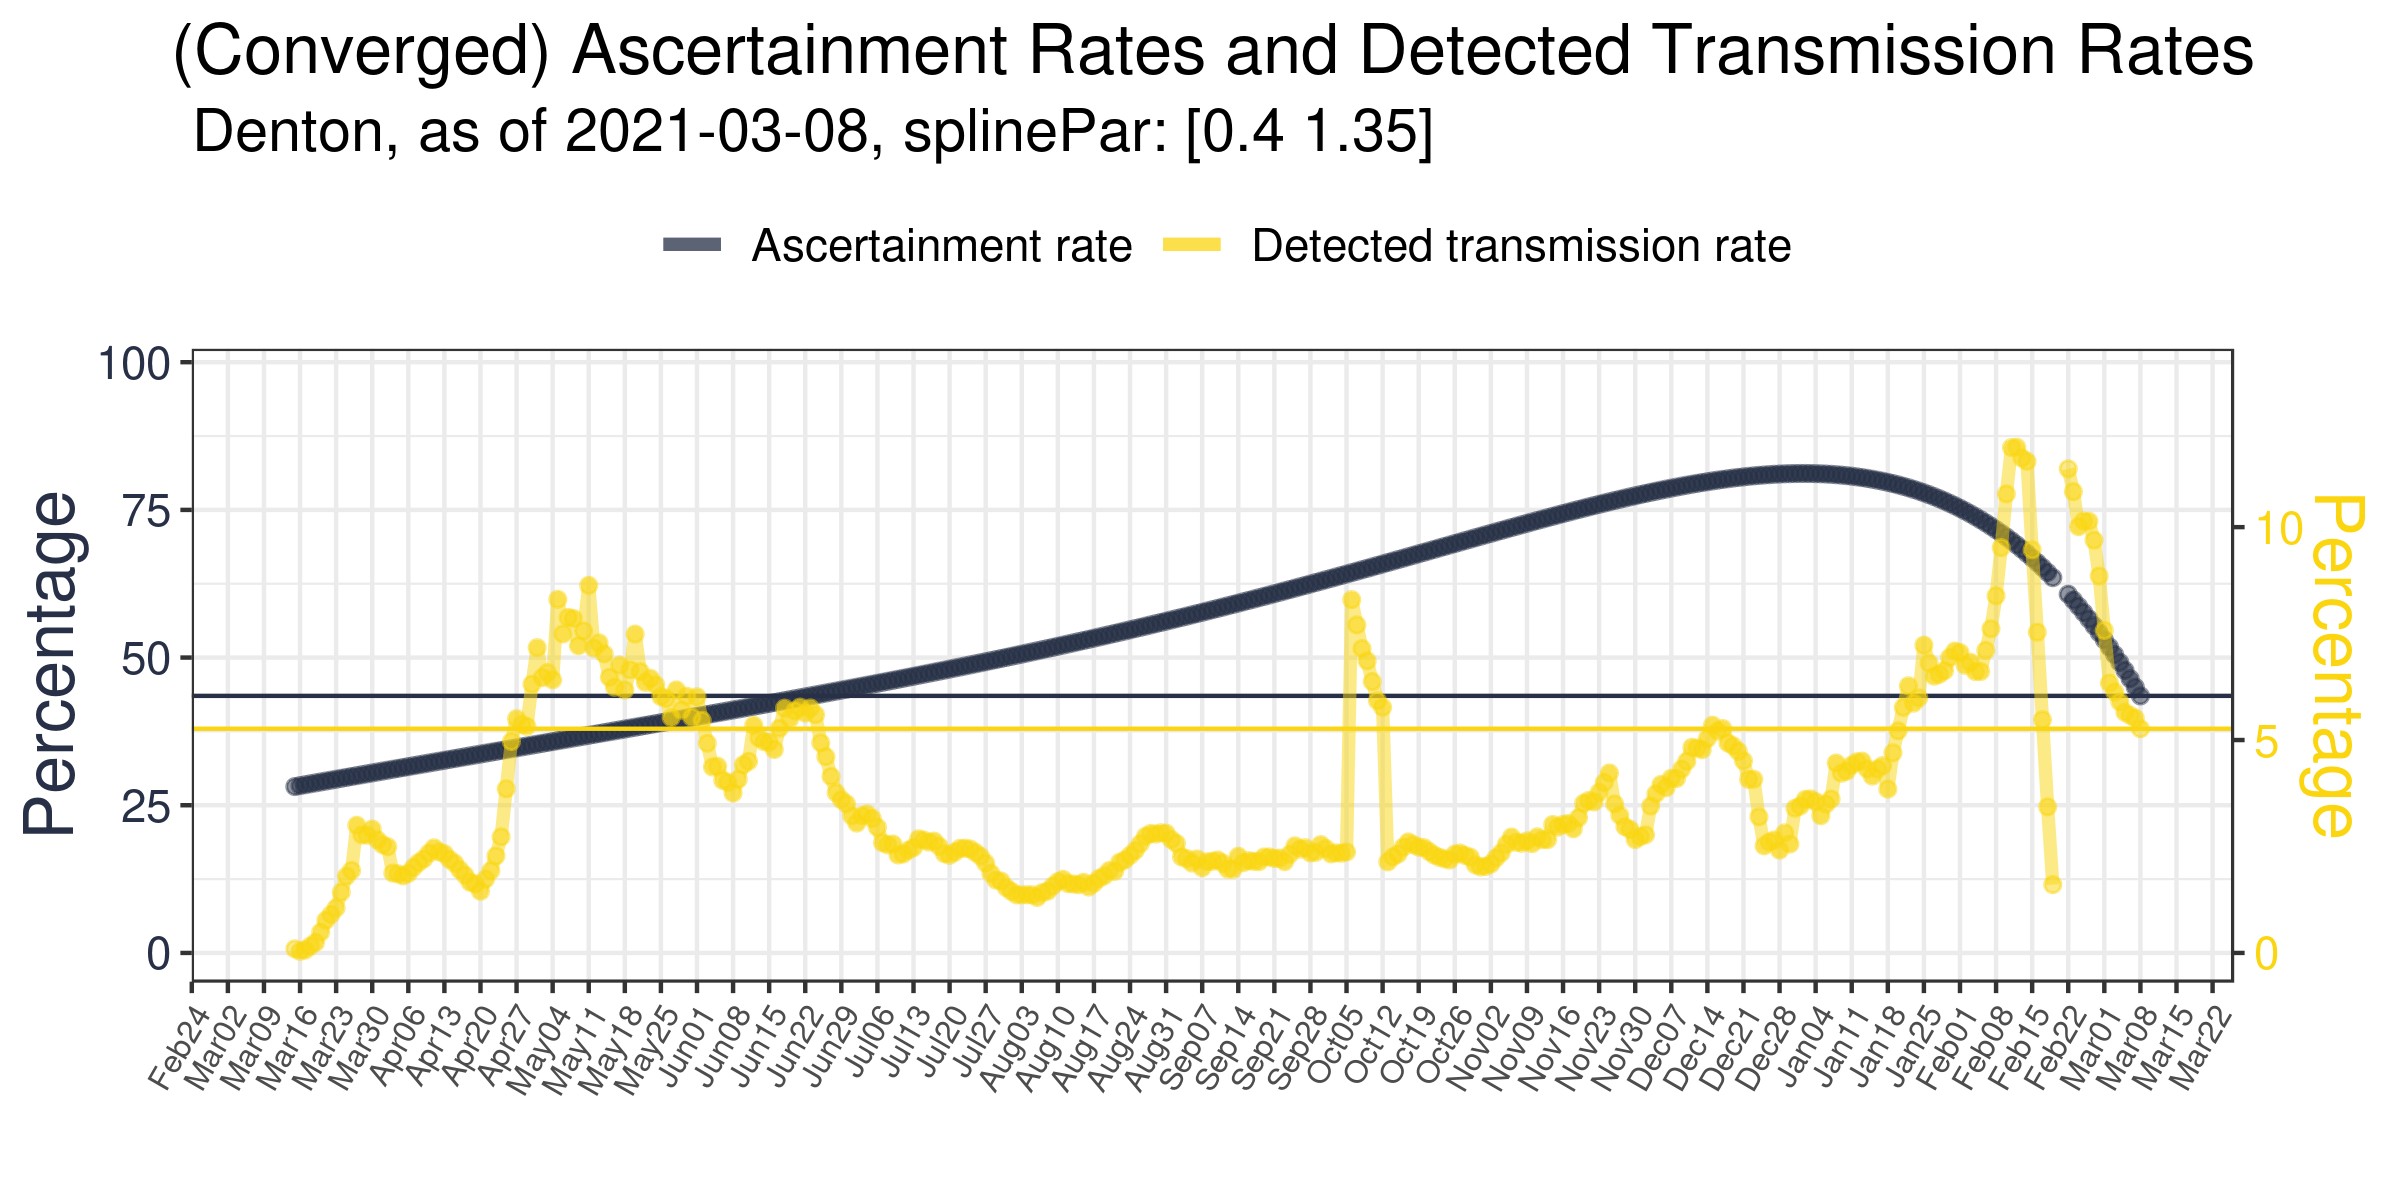 (Converged) Ascertainment Rates and Detected Transmission Rates
Denton, as of 2021-03-08, splinePar: [0.4 1.35]
Ascertainment rate
Detected transmission rate
Percentage
100
75
50
25
0
10
5
0
Percentage
Feb24
Mar02
Mar09
Mar16
Mar23
Mar30
Apr06
Apr13
Apr20
Apr27
May04
May11
May18
May25
Jun01
Jun08
Jun15
Jun22
Jun29
Jul06
Jul13
Jul20
Jul27
Aug03
Aug10
Aug17
Aug24
Aug31
Sep07
Sep14
Sep21
Sep28
Oct05
Oct12
Oct19
Oct26
Nov02
Nov09
Nov16
Nov23
Nov30
Dec07
Dec14
Dec21
Dec28
Jan04
Jan11
Jan18
Jan25
Feb01
Feb08
Feb15
Feb22
Mar01
Mar08
Mar15
Mar22